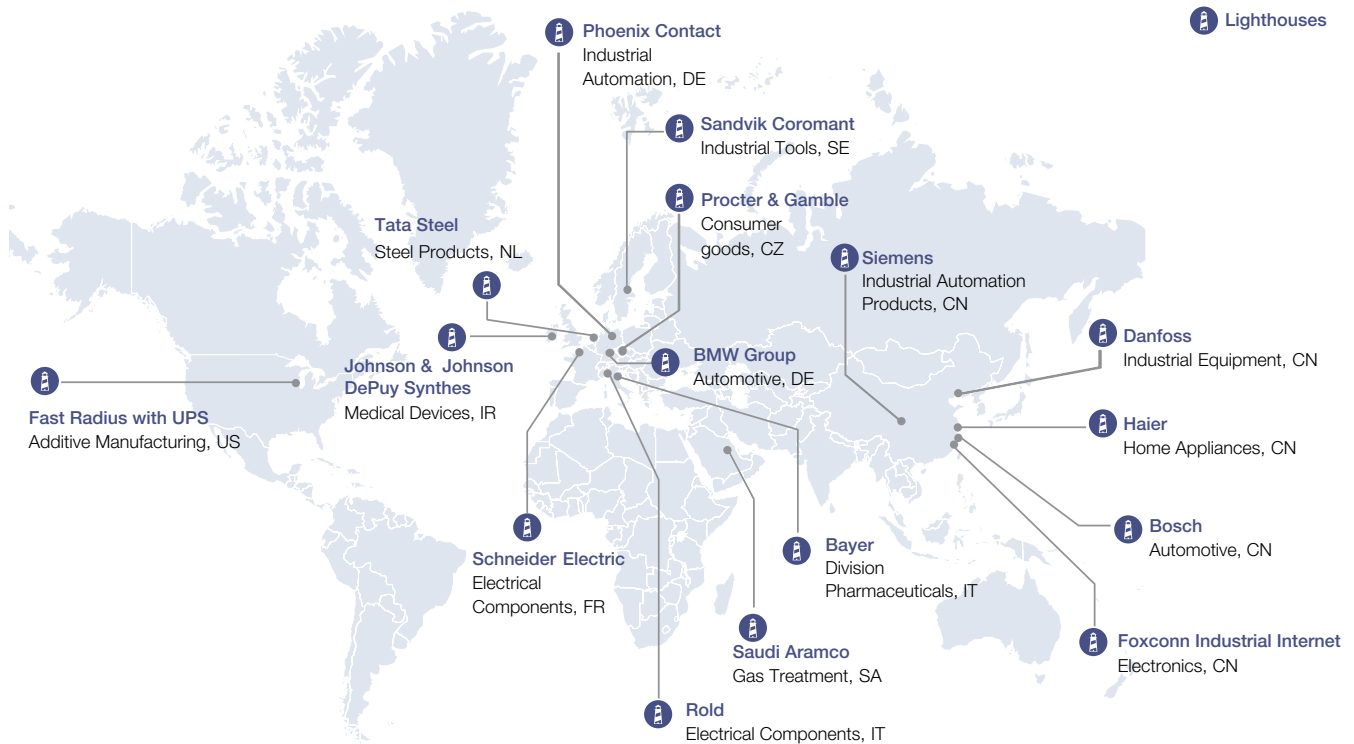 Lighthouses
Phoenix Contact
Industrial
Automation, DE
Sandvik Coromant
Industrial Tools, SE
Procter & Gamble
Consumer
goods, CZ
Tata Steel
Steel Products, NL
Siemens
Industrial Automation
Products, CN
Danfoss
Industrial Equipment, CN
BMW Group
Automotive, DE
Johnson & Johnson
DePuy Synthes
Medical Devices, IR
Fast Radius with UPS
Additive Manufacturing, US
Haier
Home Appliances, CN
Bosch
Automotive, CN
Schneider Electric
Electrical
Components, FR
Bayer
Division
Pharmaceuticals, IT
Saudi Aramco
Gas Treatment, SA
Foxconn Industrial Internet
Electronics, CN
Rold
Electrical Components, IT